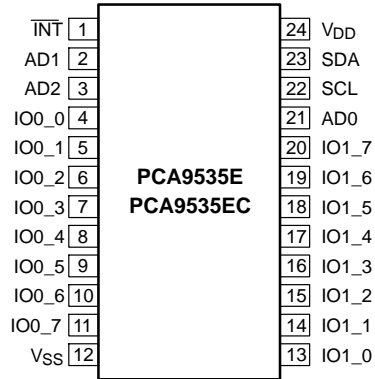 I̅N̅T̅ 1 24 VDD
AD1 2 23 SDA
AD2 3 22 SCL
IO0_0 4 21 AD0
IO0_1 5 20 IO1_7
IO0_2 6 PCA9535E 19 IO1_6
IO0_3 7 PCA9535EC 18 IO1_5
IO0_4 8 17 IO1_4
IO0_5 9 16 IO1_3
IO0_6 10 15 IO1_2
IO0_7 11 14 IO1_1
VSS 12 13 IO1_0